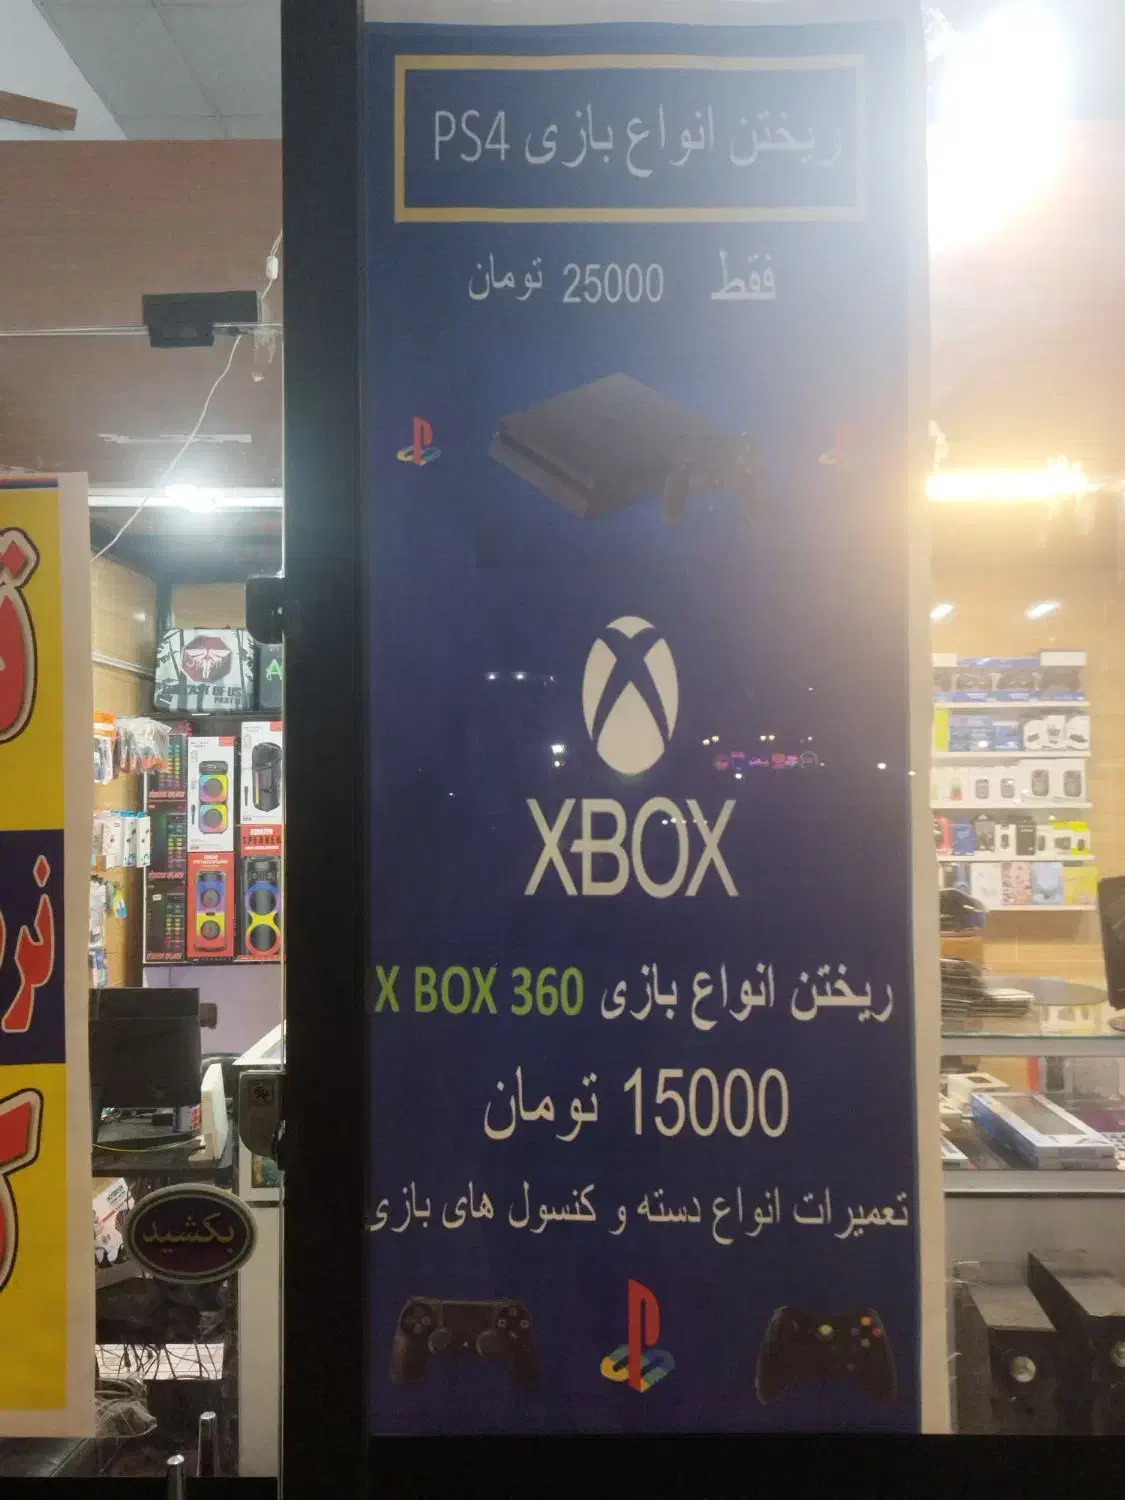 ریختن انواع بازی PS4
فقط 25000 تومان
XBOX
ریختن انواع بازی X BOX 360
15000 تومان
تعمیرات انواع دسته و کنسول های بازی
بکشید